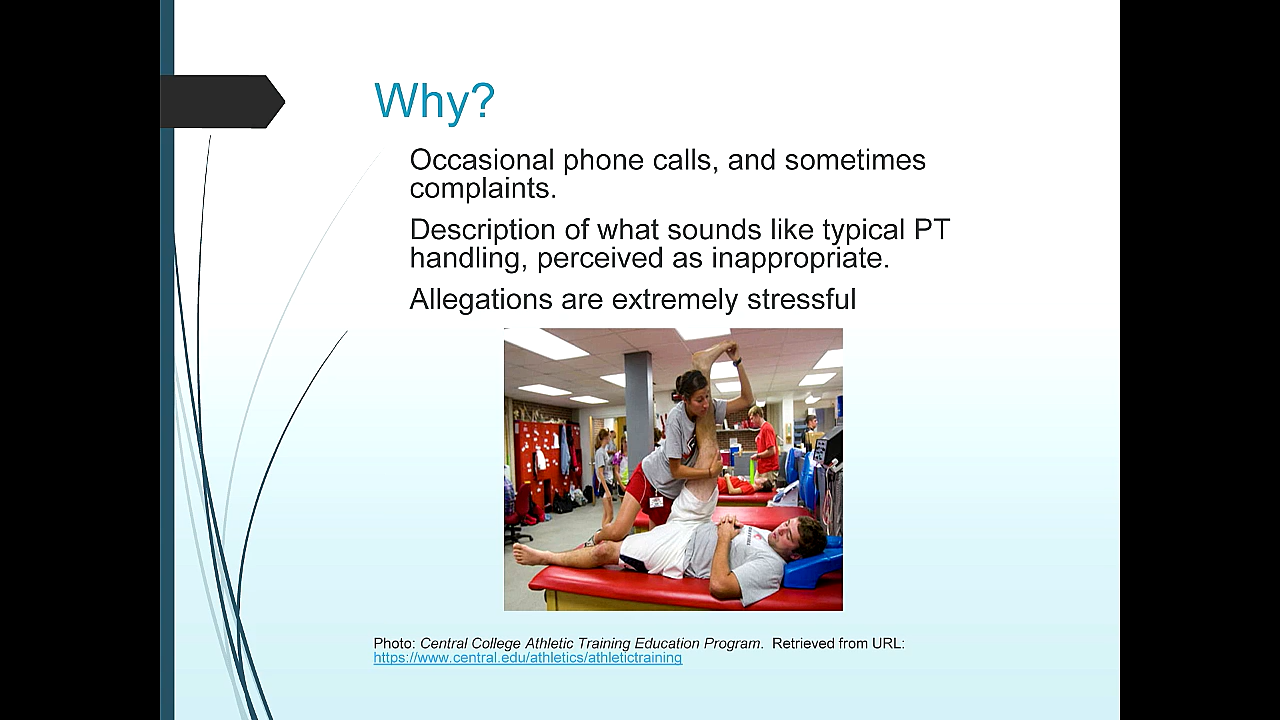 Why?
Occasional phone calls, and sometimes
complaints.
Description of what sounds like typical PT
handling, perceived as inappropriate.
Allegations are extremely stressful
Photo: Central College Athletic Training Education Program.  Retrieved from URL:
https://www.central.edu/athletics/athletictraining